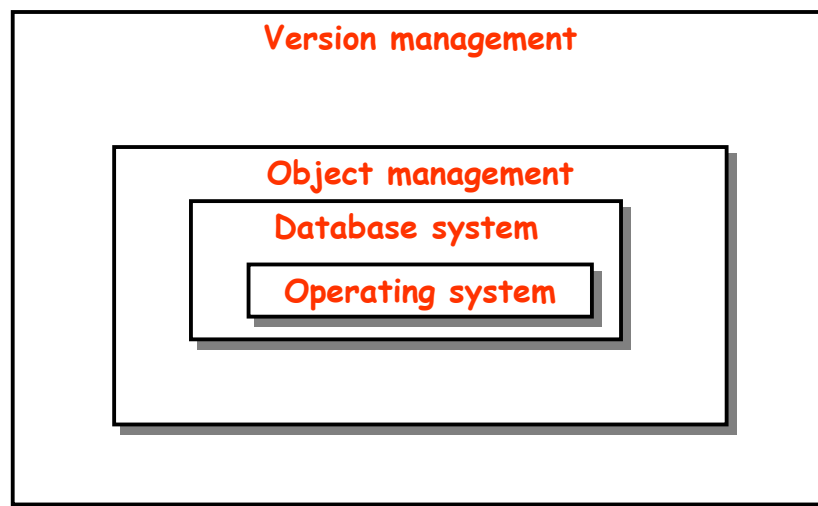 Version management
Object management
Database system
Operating system